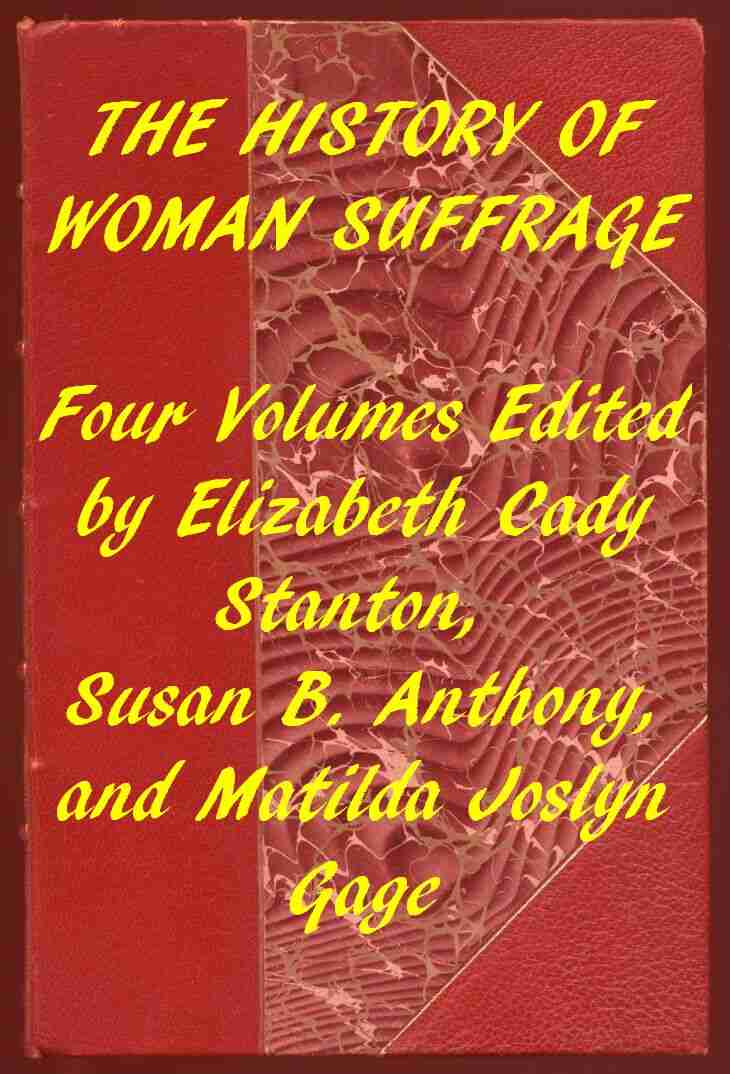 THE HISTORY OF
WOMAN SUFFRAGE
Four Volumes Edited
by Elizabeth Cady
Stanton,
Susan B. Anthony,
and Matilda Joslyn
Gage